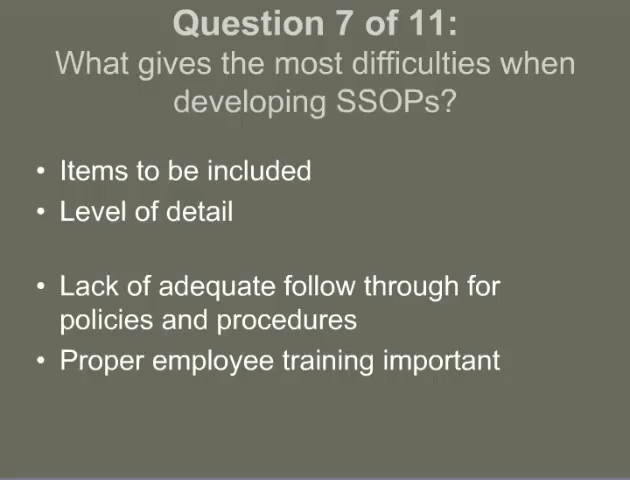 Question 7 of 11:
What gives the most difficulties when
developing SSOPs?
• Items to be included
• Level of detail
• Lack of adequate follow through for
policies and procedures
• Proper employee training important